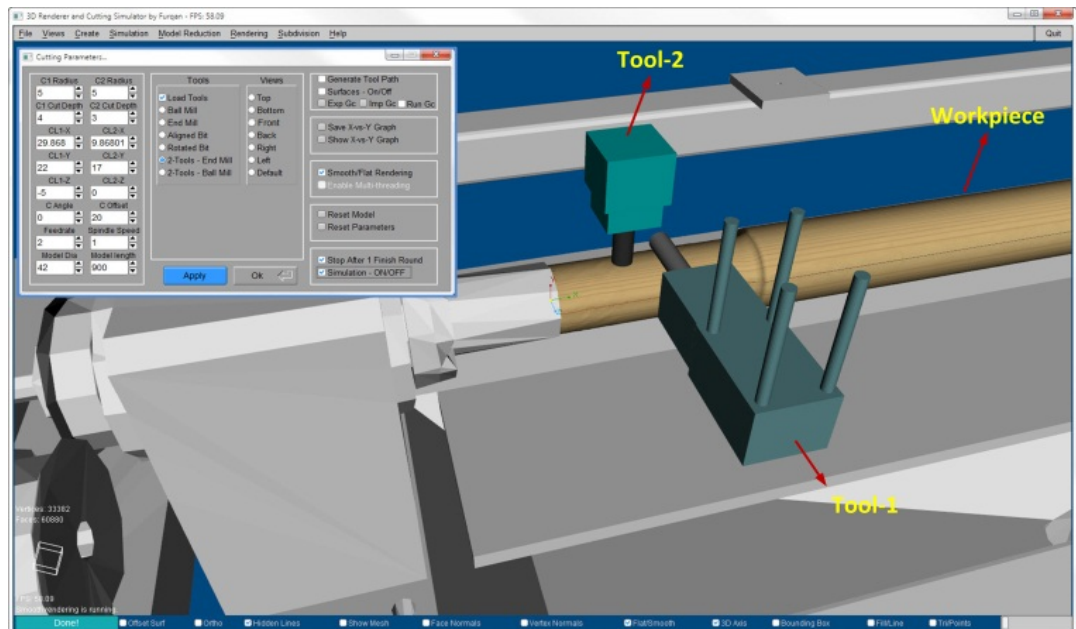 3D Renderer and Cutting Simulator by Furqan - FPS: 58.09
File Views Create Simulation Model Reduction Rendering Subdivision Help Quit
Cutting Parameters...
C1 Radius C2 Radius
5 5
C1 Cut Depth C2 Cut Depth
4 3
CL1-X CL2-X
29.868 9.86801
CL1-Y CL2-Y
22 17
CL1-Z CL2-Z
-5 0
C Angle C Offset
0 20
Feedrate Spindle Speed
2 1
Model Dia Model length
42 900
Tools
Load Tools
Ball Mill
End Mill
Aligned Bit
Rotated Bit
2-Tools - End Mill
2-Tools - Ball Mill
Views
Top
Bottom
Front
Back
Right
Left
Default
Apply Ok
Generate Tool Path
Surfaces - On/Off
Exp Gc Imp Gc Run Gc
Save X-vs-Y Graph
Show X-vs-Y Graph
Smooth/Flat Rendering
Enable Multi-threading
Reset Model
Reset Parameters
Stop After 1 Finish Round
Simulation - ON/OFF
Tool-2
Workpiece
Tool-1
Vertices: 33382
Faces: 60880
FPS: 58.09
Smooth rendering is running
Done! Offset Surf Ortho Hidden Lines Show Mesh Face Normals Vertex Normals Flat/Smooth 3D Axis Bounding Box Fill/Line Tri/Points